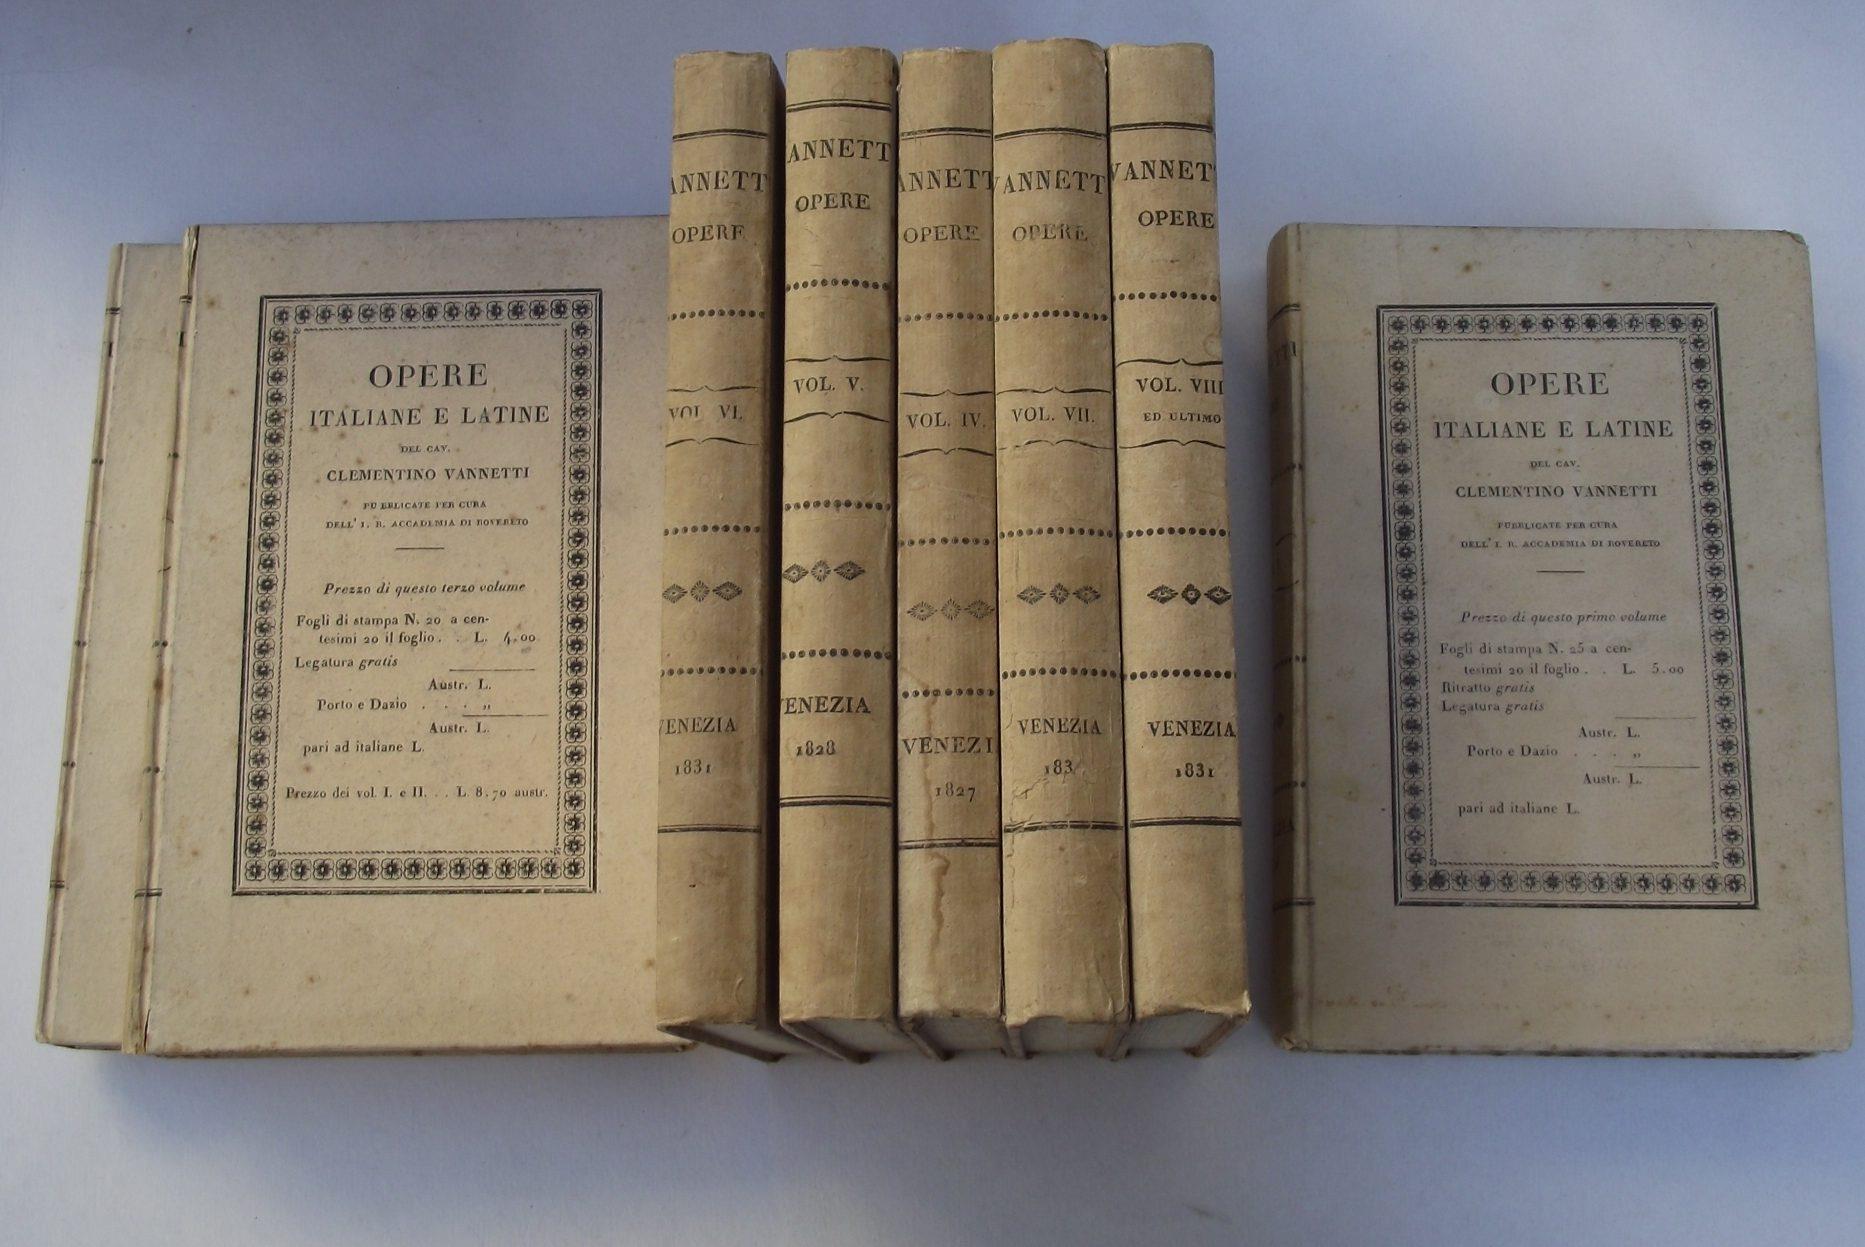 OPERE
ITALIANE E LATINE
DEL CAV.
CLEMENTINO VANNETTI
PUBBLICATE PER CURA
DELL' I. R. ACCADEMIA DI ROVERETO
Prezzo di questo terzo volume
Fogli di stampa N. 20 a cen-
tesimi 20 il foglio . . L. 4.00
Legatura gratis
Austr. L.
Porto e Dazio . . . „
Austr. L.
pari ad italiane L.
Prezzo dei vol. I. e II. . . L. 8.70 austr.
ANNETT
OPERE
VOL. VI.
VENEZIA
1831
ANNETT
OPERE
VOL. V.
VENEZIA
1828
ANNETT
OPERE
VOL. IV.
VENEZI
1827
VANNETT
OPERE
VOL. VII.
VENEZIA
183
VANNET
OPERE
VOL. VIII
ED ULTIMO
VENEZIA
1831
OPERE
ITALIANE E LATINE
DEL CAV.
CLEMENTINO VANNETTI
PUBBLICATE PER CURA
DELL' I. R. ACCADEMIA DI ROVERETO
Prezzo di questo primo volume
Fogli di stampa N. 25 a cen-
tesimi 20 il foglio . . L. 5.00
Ritratto gratis
Legatura gratis
Austr. L.
Porto e Dazio . . . „
Austr. L.
pari ad italiane L.